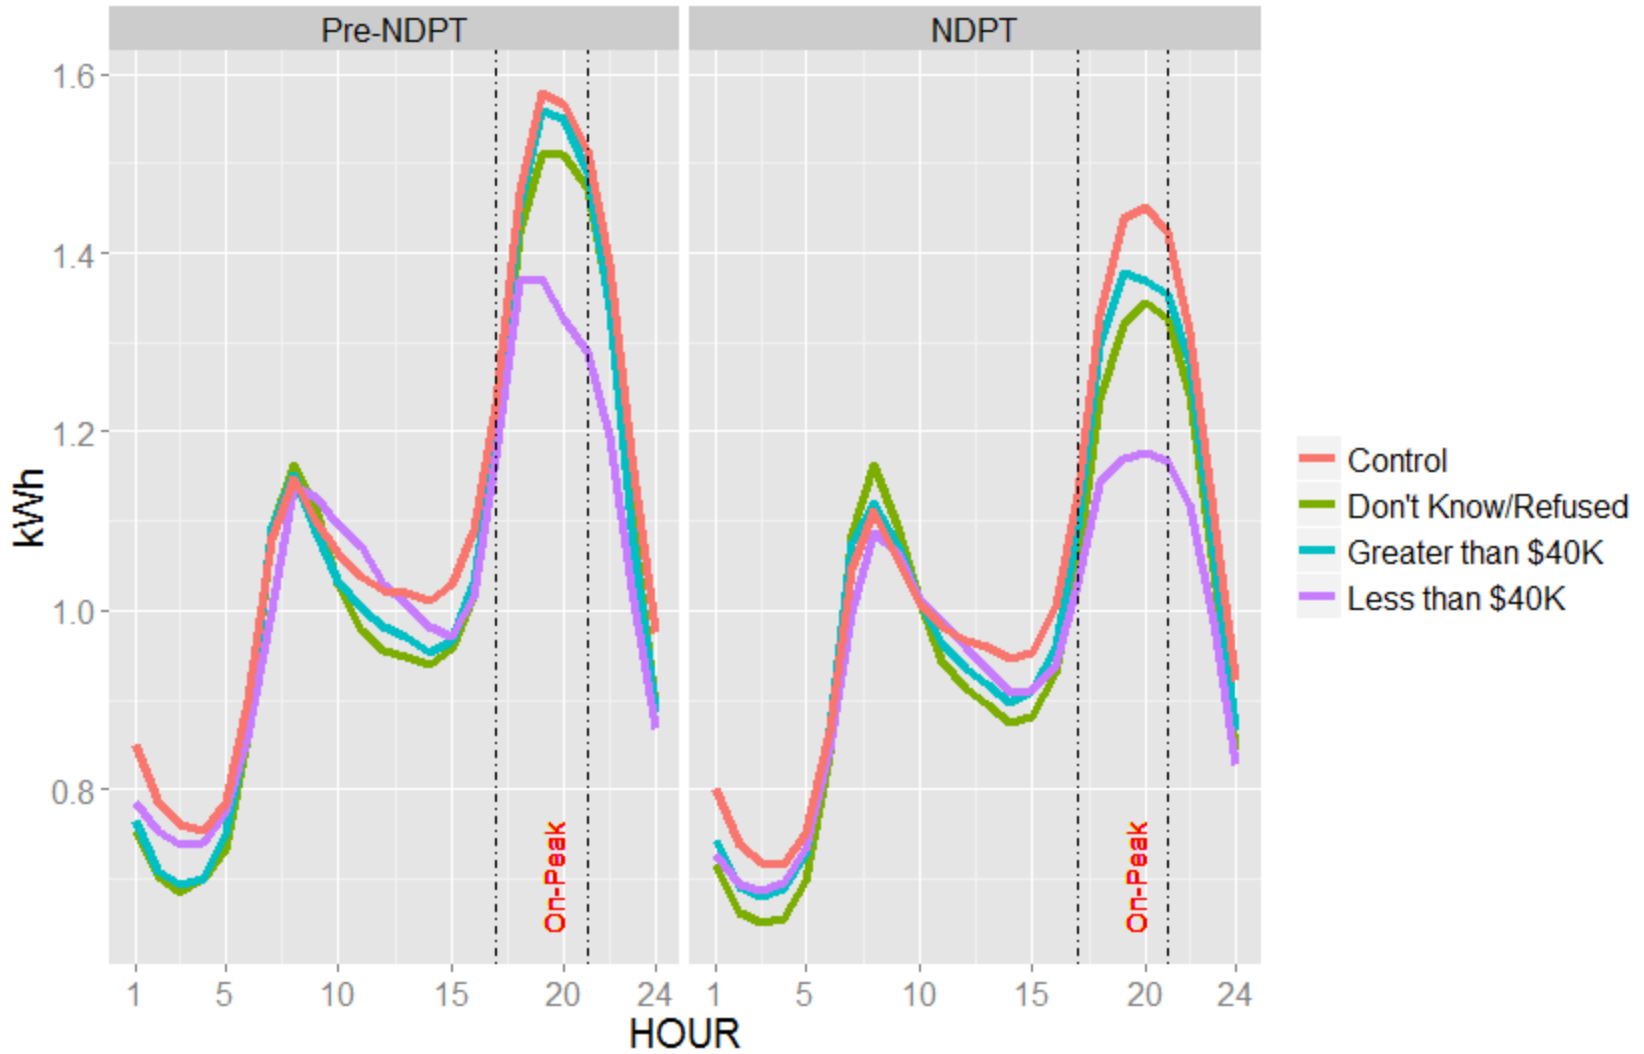 Pre-NDPT
NDPT
kWh
1.6
1.4
1.2
1.0
0.8
On-Peak
On-Peak
1 5 10 15 20 24
1 5 10 15 20 24
HOUR
Control
Don't Know/Refused
Greater than $40K
Less than $40K